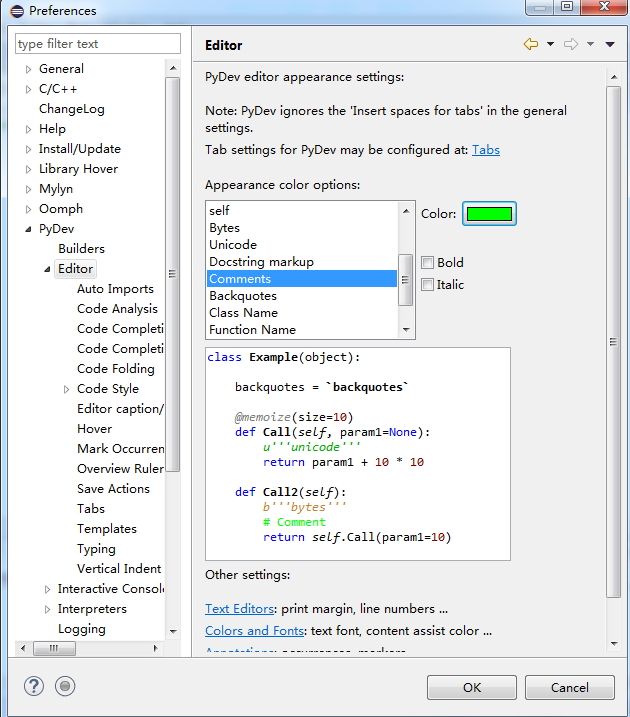 Preferences
type filter text
General
C/C++
ChangeLog
Help
Install/Update
Library Hover
Mylyn
Oomph
PyDev
Builders
Editor
Auto Imports
Code Analysis
Code Completi
Code Completi
Code Folding
Code Style
Editor caption/
Hover
Mark Occurren
Overview Ruler
Save Actions
Tabs
Templates
Typing
Vertical Indent
Interactive Console
Interpreters
Logging
Editor
PyDev editor appearance settings:
Note: PyDev ignores the 'Insert spaces for tabs' in the general
settings.
Tab settings for PyDev may be configured at: Tabs
Appearance color options:
self
Bytes
Unicode
Docstring markup
Comments
Backquotes
Class Name
Function Name
Color:
Bold
Italic
class Example(object):
backquotes = `backquotes`
@memoize(size=10)
def Call(self, param1=None):
u'''unicode'''
return param1 + 10 * 10
def Call2(self):
b'''bytes'''
# Comment
return self.Call(param1=10)
Other settings:
Text Editors: print margin, line numbers ...
Colors and Fonts: text font, content assist color ...
OK
Cancel